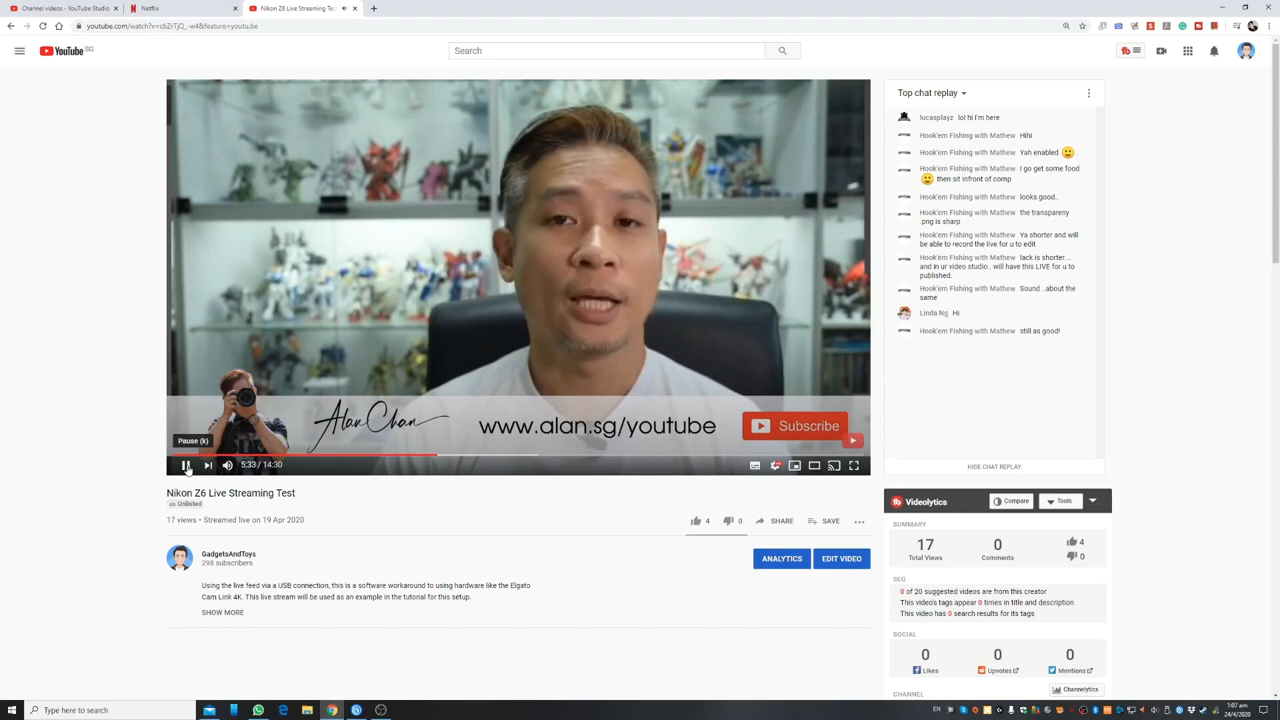 Channel videos - YouTube Studio
Netflix
Nikon Z6 Live Streaming Tes
youtube.com/watch?v=cbZrTjQ_-w4&feature=youtu.be
YouTube SG
Search
Top chat replay
lucasplayz lol hi I'm here
Hook'em Fishing with Mathew Hihi
Hook'em Fishing with Mathew Yah enabled
Hook'em Fishing with Mathew I go get some food
then sit infront of comp
Hook'em Fishing with Mathew looks good..
Hook'em Fishing with Mathew the transpareny
.png is sharp
Hook'em Fishing with Mathew Ya shorter and will
be able to record the live for u to edit
Hook'em Fishing with Mathew lack is shorter....
and in ur video studio.. will have this LIVE for u to
published.
Hook'em Fishing with Mathew Sound ..about the
same
Linda Ng Hi
Hook'em Fishing with Mathew still as good!
HIDE CHAT REPLAY
Alan Chan
www.alan.sg/youtube
Subscribe
Pause (k)
5:33 / 14:30
Nikon Z6 Live Streaming Test
Unlisted
17 views • Streamed live on 19 Apr 2020
4
0
SHARE
SAVE
GadgetsAndToys
298 subscribers
ANALYTICS
EDIT VIDEO
Using the live feed via a USB connection, this is a software workaround to using hardware like the Elgato
Cam Link 4K. This live stream will be used as an example in the tutorial for this setup.
SHOW MORE
Videolytics
Compare
Tools
SUMMARY
17
Total Views
0
Comments
4
0
SEO
0 of 20 suggested videos are from this creator
This video's tags appear 0 times in title and description
This video has 0 search results for its tags
SOCIAL
0
Likes
0
Upvotes
0
Mentions
CHANNEL
Channelytics
Type here to search
EN
1:07 am
24/4/2020